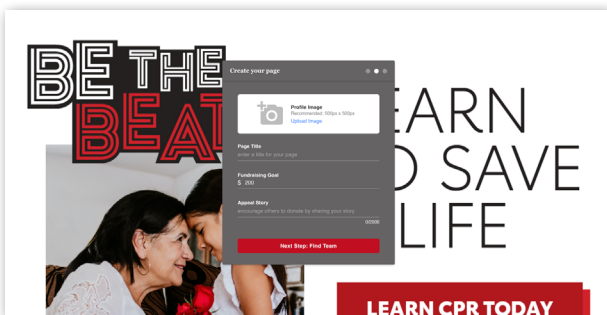 BE THE
BEAT
Create your page
Profile Image
Recommended: 500px x 500px
Upload Image
Page Title
enter a title for your page
Fundraising Goal
$ 200
Appeal Story
encourage others to donate by sharing your story
Next Step: Find Team
EARN
SAVE
LIFE
LEARN CPR TODAY